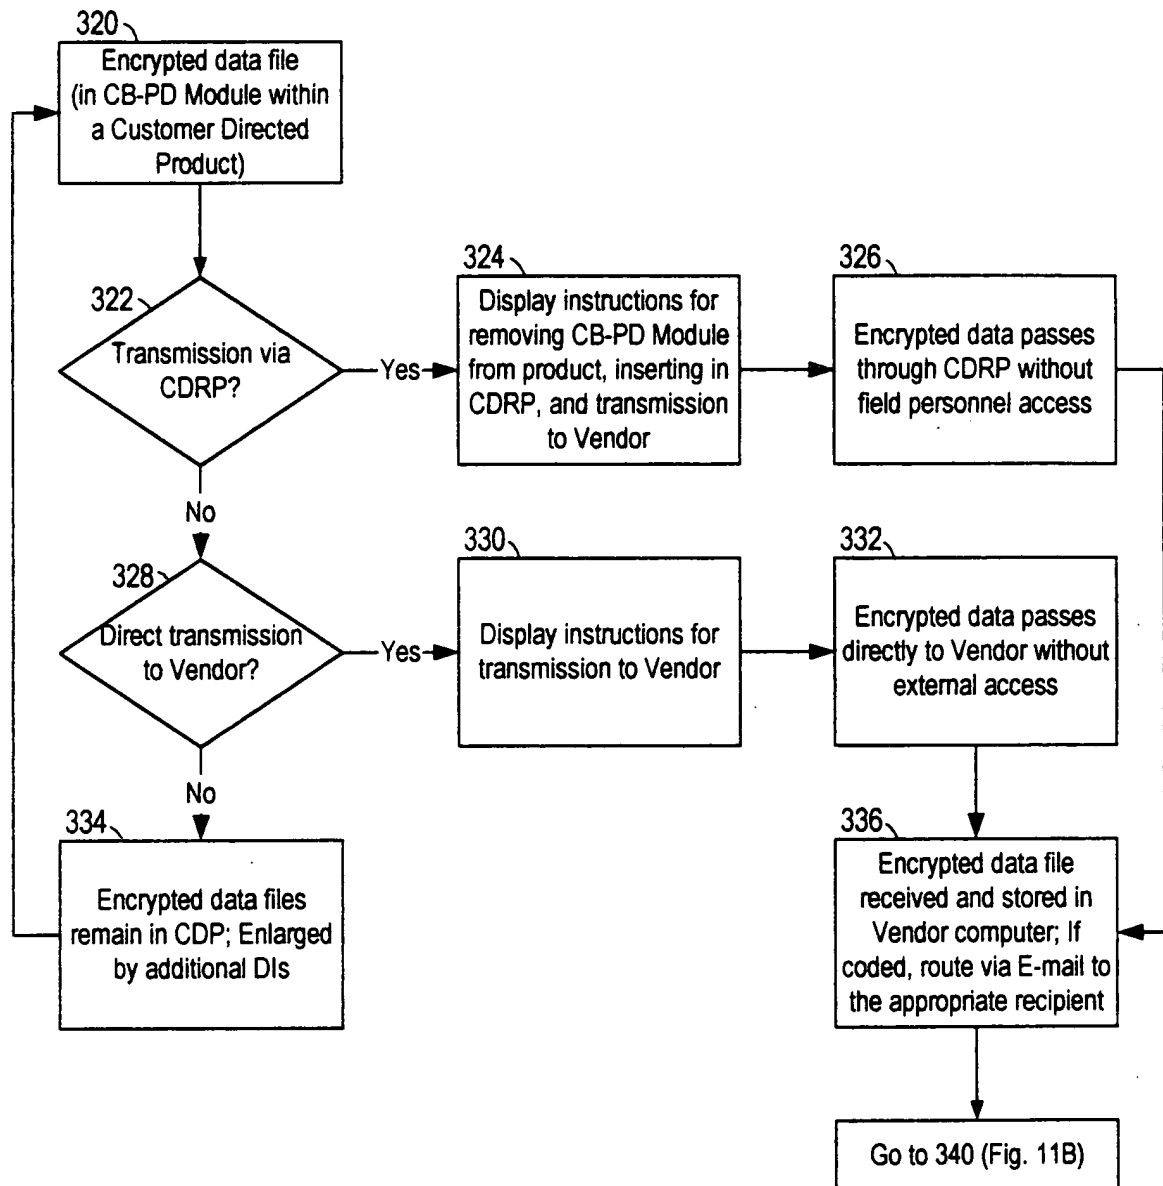 320
Encrypted data file
(in CB-PD Module within
a Customer Directed
Product)
322
Transmission via
CDRP?
Yes
324
Display instructions for
removing CB-PD Module
from product, inserting in
CDRP, and transmission
to Vendor
326
Encrypted data passes
through CDRP without
field personnel access
No
328
Direct transmission
to Vendor?
Yes
330
Display instructions for
transmission to Vendor
332
Encrypted data passes
directly to Vendor without
external access
No
334
Encrypted data files
remain in CDP; Enlarged
by additional DIs
336
Encrypted data file
received and stored in
Vendor computer; If
coded, route via E-mail to
the appropriate recipient
Go to 340 (Fig. 11B)